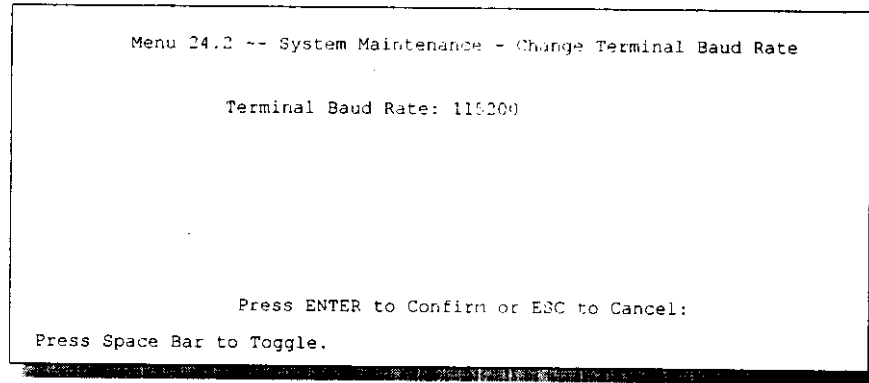 Menu 24.2 -- System Maintenance - Change Terminal Baud Rate
Terminal Baud Rate: 115200
Press ENTER to Confirm or ESC to Cancel:
Press Space Bar to Toggle.